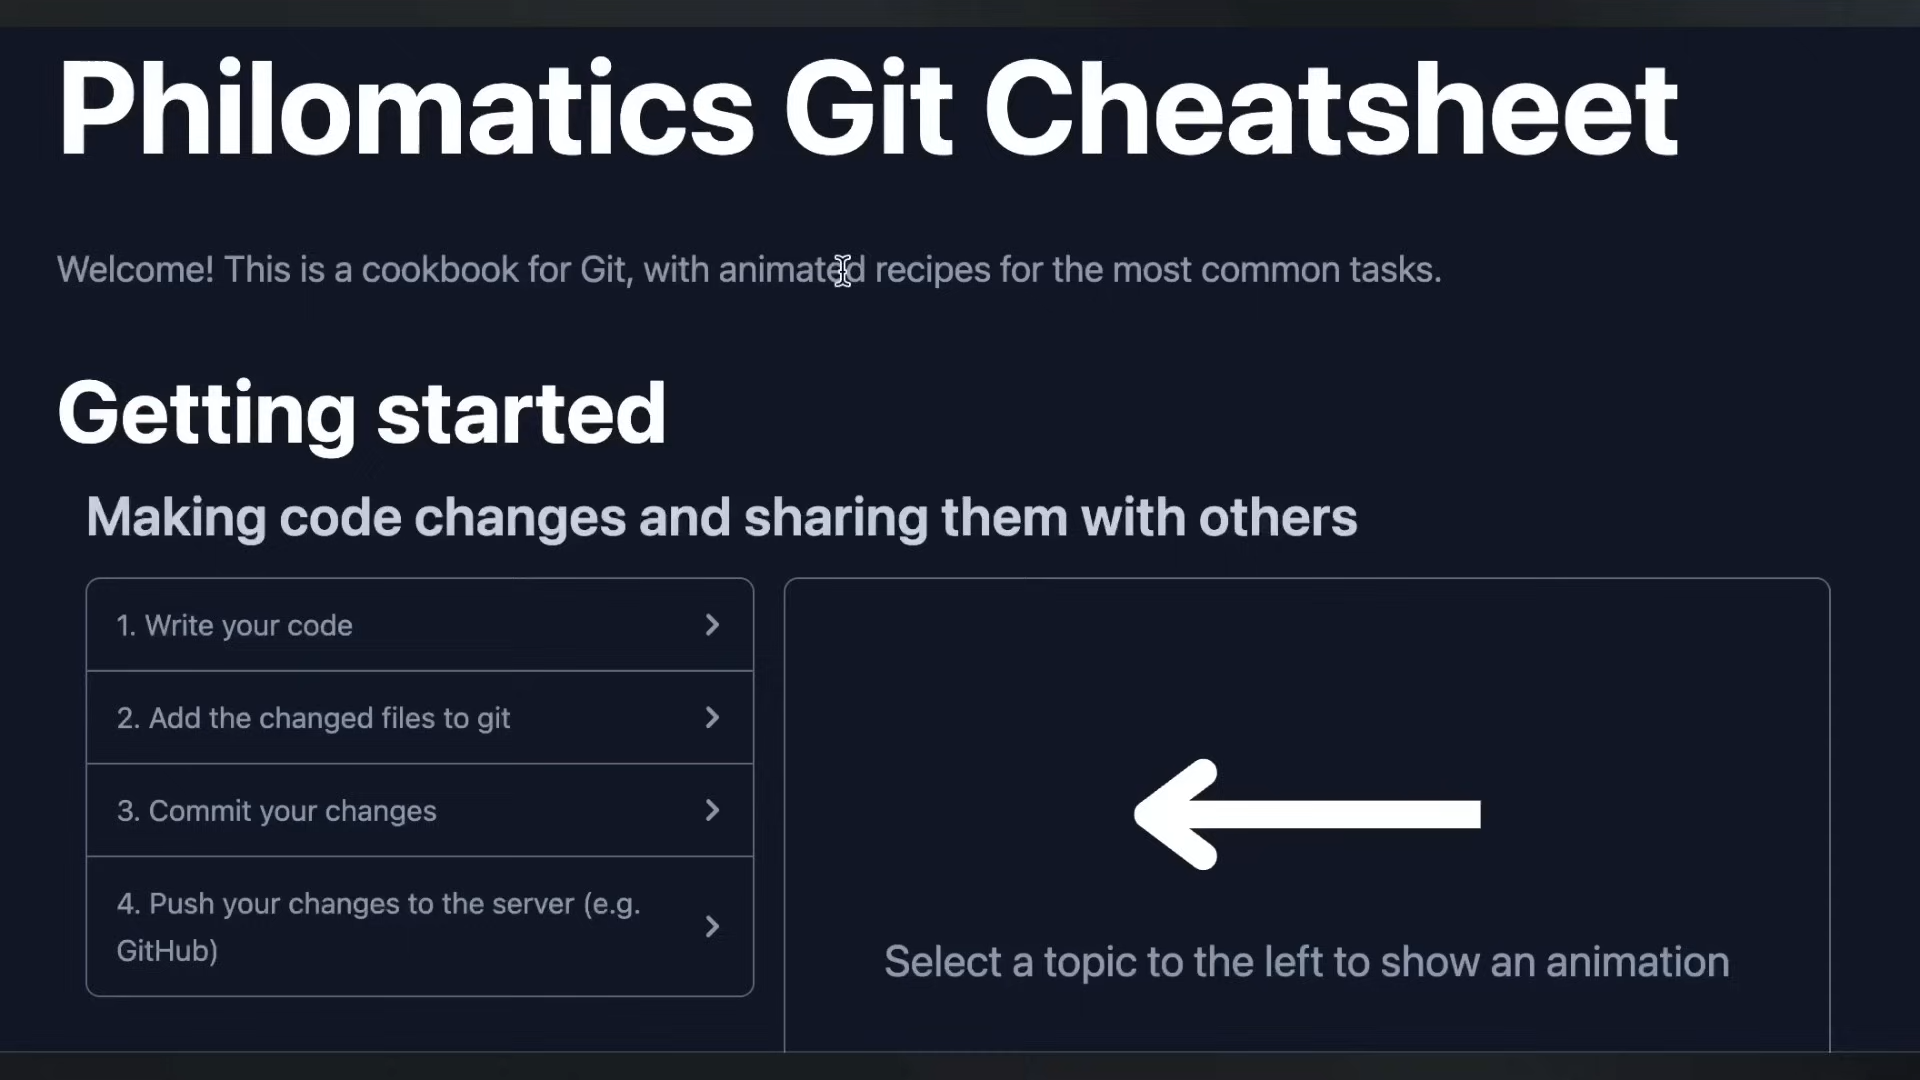 Philomatics Git Cheatsheet
Welcome! This is a cookbook for Git, with animated recipes for the most common tasks.
Getting started
Making code changes and sharing them with others
1. Write your code
2. Add the changed files to git
3. Commit your changes
4. Push your changes to the server (e.g.
GitHub)
Select a topic to the left to show an animation